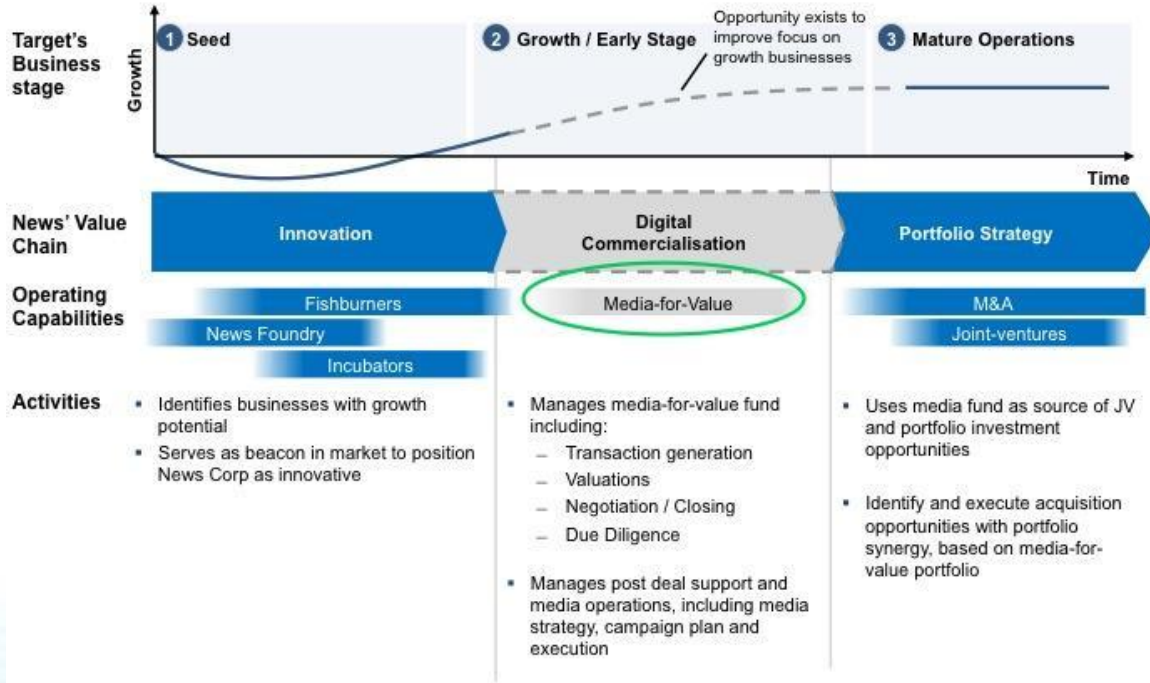 Target's
Business
stage
Growth
1 Seed
2 Growth / Early Stage
Opportunity exists to
improve focus on
growth businesses
3 Mature Operations
Time
News' Value
Chain
Innovation
Digital
Commercialisation
Portfolio Strategy
Operating
Capabilities
Fishburners
News Foundry
Incubators
Media-for-Value
M&A
Joint-ventures
Activities
▪ Identifies businesses with growth
potential
▪ Serves as beacon in market to position
News Corp as innovative
▪ Manages media-for-value fund
including:
– Transaction generation
– Valuations
– Negotiation / Closing
– Due Diligence
▪ Manages post deal support and
media operations, including media
strategy, campaign plan and
execution
▪ Uses media fund as source of JV
and portfolio investment
opportunities
▪ Identify and execute acquisition
opportunities with portfolio
synergy, based on media-for-
value portfolio